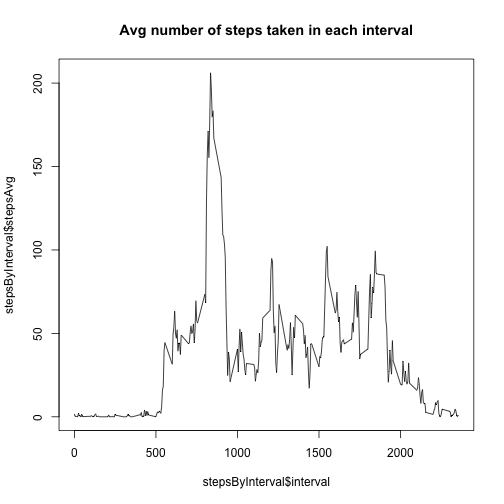 Avg number of steps taken in each interval
stepsByInterval$stepsAvg
200
150
100
50
0
0 500 1000 1500 2000
stepsByInterval$interval